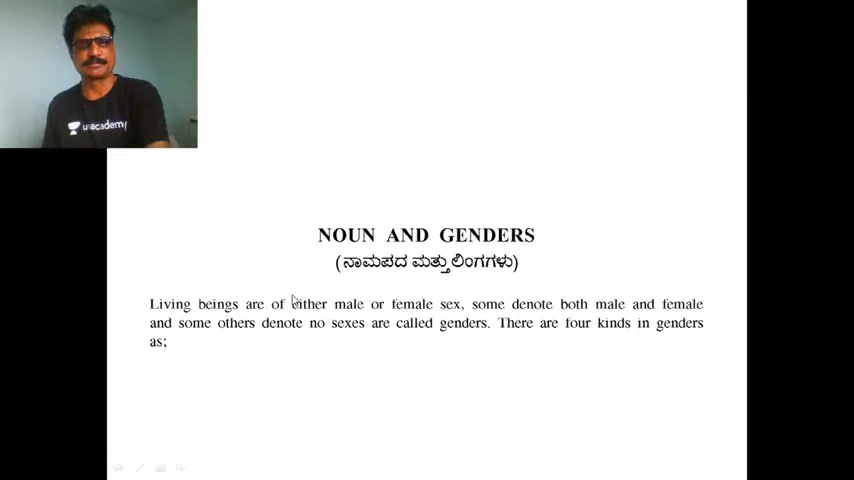 unacademy
NOUN AND GENDERS
(ನಾಮಪದ ಮತ್ತು ಲಿಂಗಗಳು)
Living beings are of either male or female sex, some denote both male and female
and some others denote no sexes are called genders. There are four kinds in genders
as;